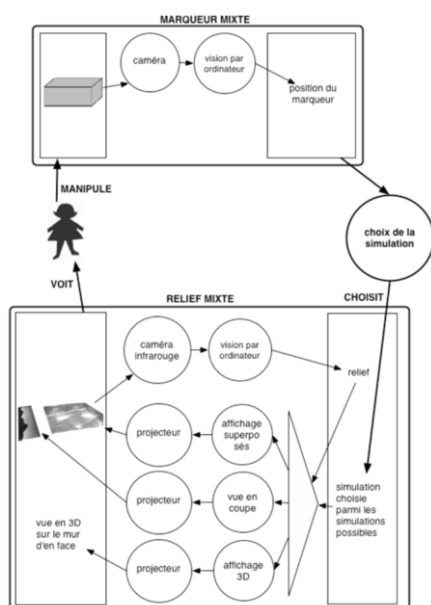 MARQUEUR MIXTE
caméra
vision par
ordinateur
position du
marqueur
MANIPULE
choix de la
simulation
VOIT
RELIEF MIXTE
CHOISIT
caméra
infrarouge
vision par
ordinateur
relief
projecteur
affichage
superpo
sés
projecteur
vue en
coupe
simulation
choisie
parmi les
simulations
possibles
vue en 3D
sur le mur
d'en face
projecteur
affichage
3D